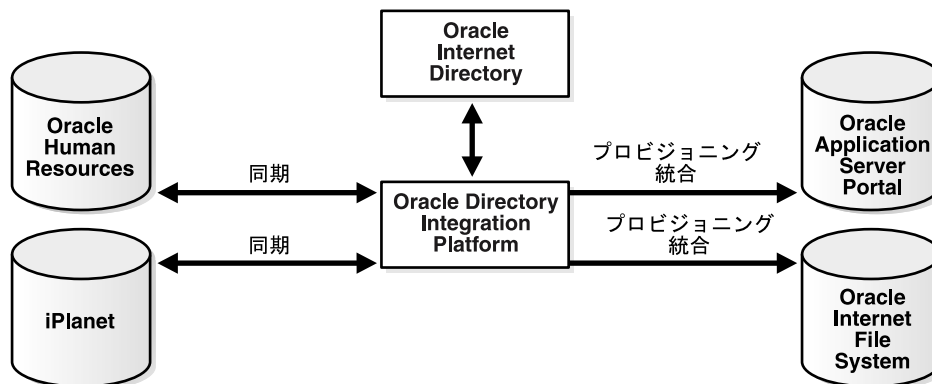 Oracle
Internet
Directory
Oracle
Human
Resources
同期
Oracle Directory
Integration
Platform
プロビジョニング
統合
Oracle
Application
Server
Portal
iPlanet
同期
プロビジョニング
統合
Oracle
Internet
File
System